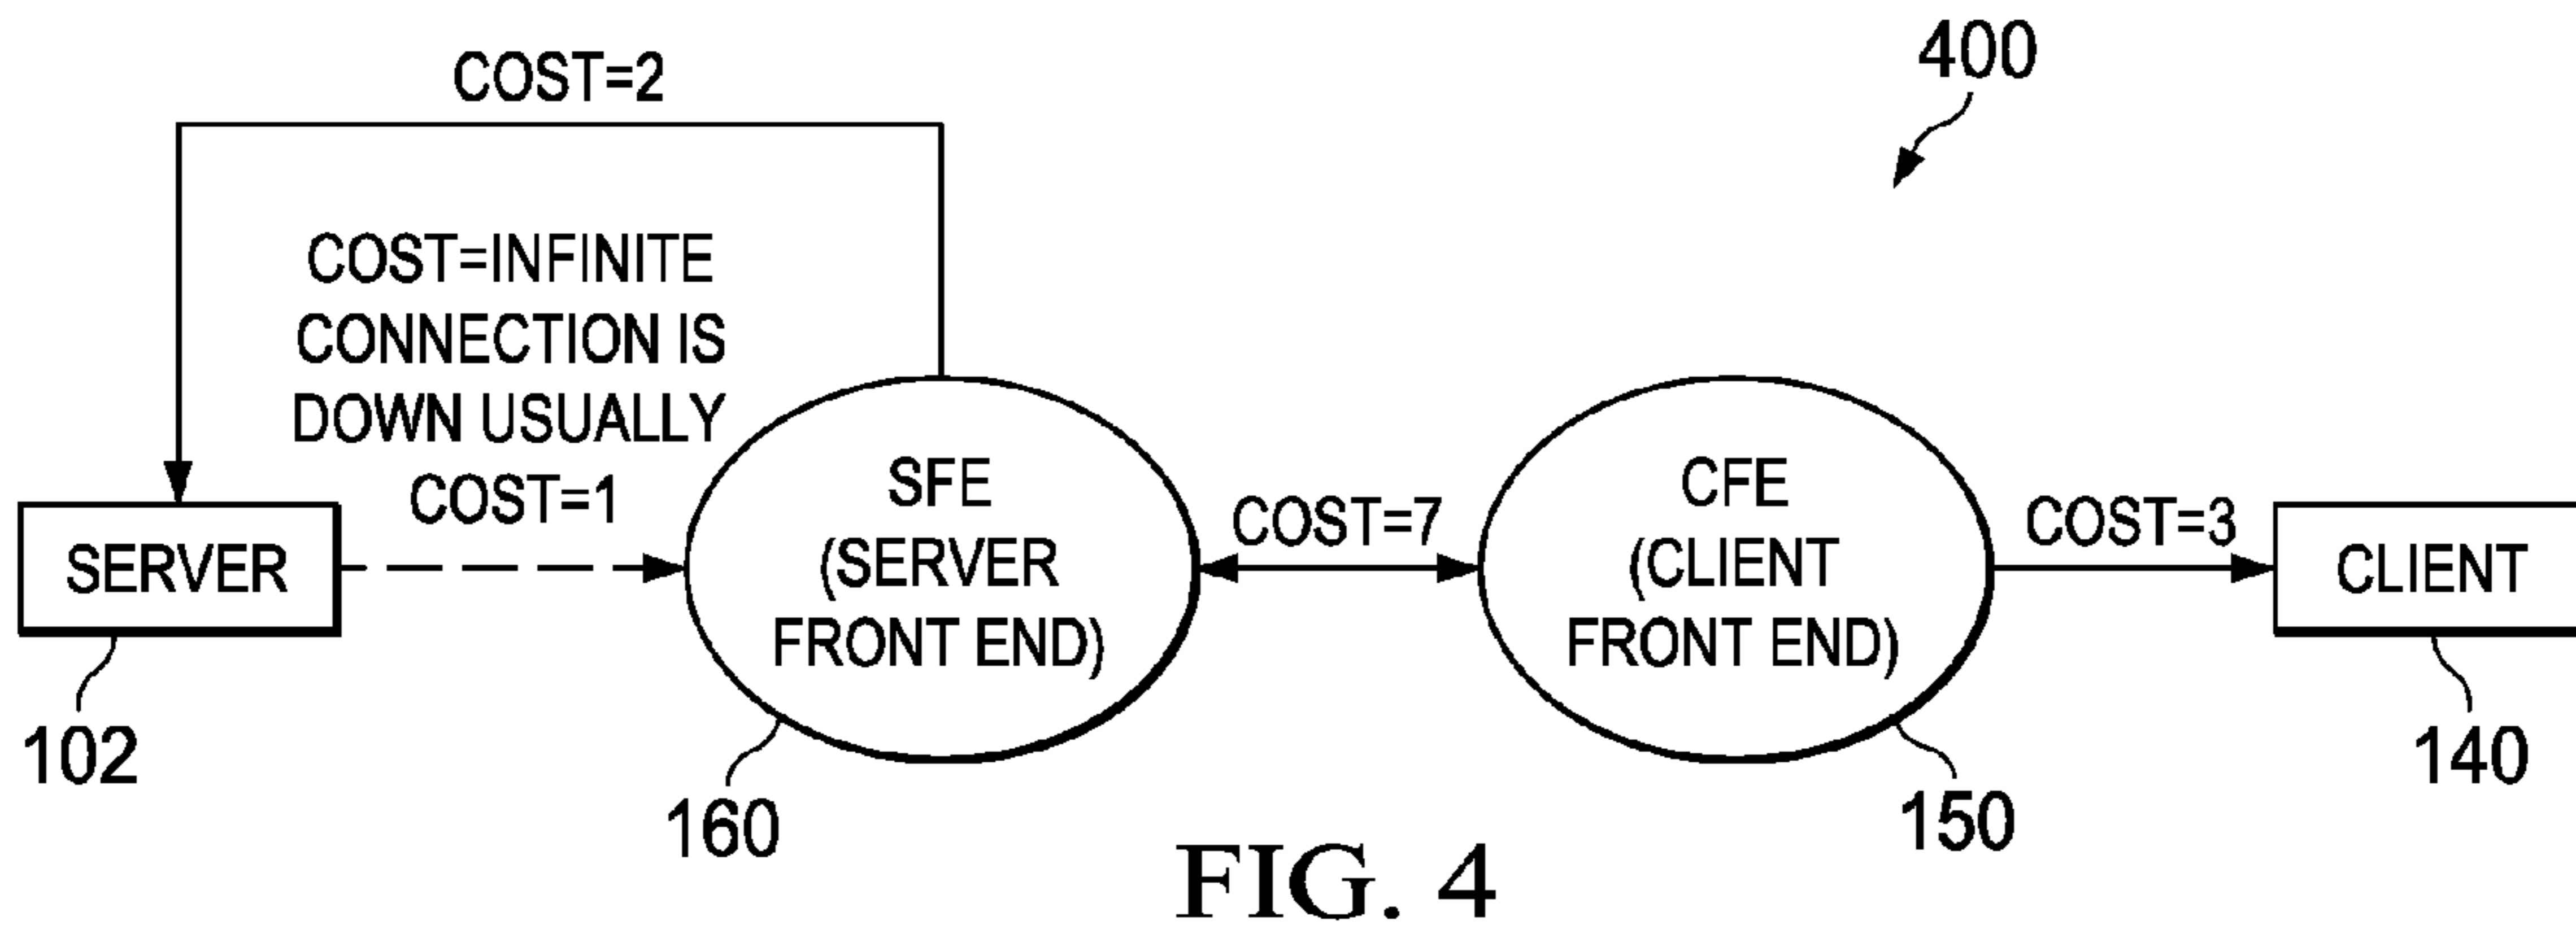 400
COST=2
COST=INFINITE
CONNECTION IS
DOWN USUALLY
COST=1
SERVER
102
SFE
(SERVER
FRONT END)
160
COST=7
CFE
(CLIENT
FRONT END)
150
COST=3
CLIENT
140
FIG. 4